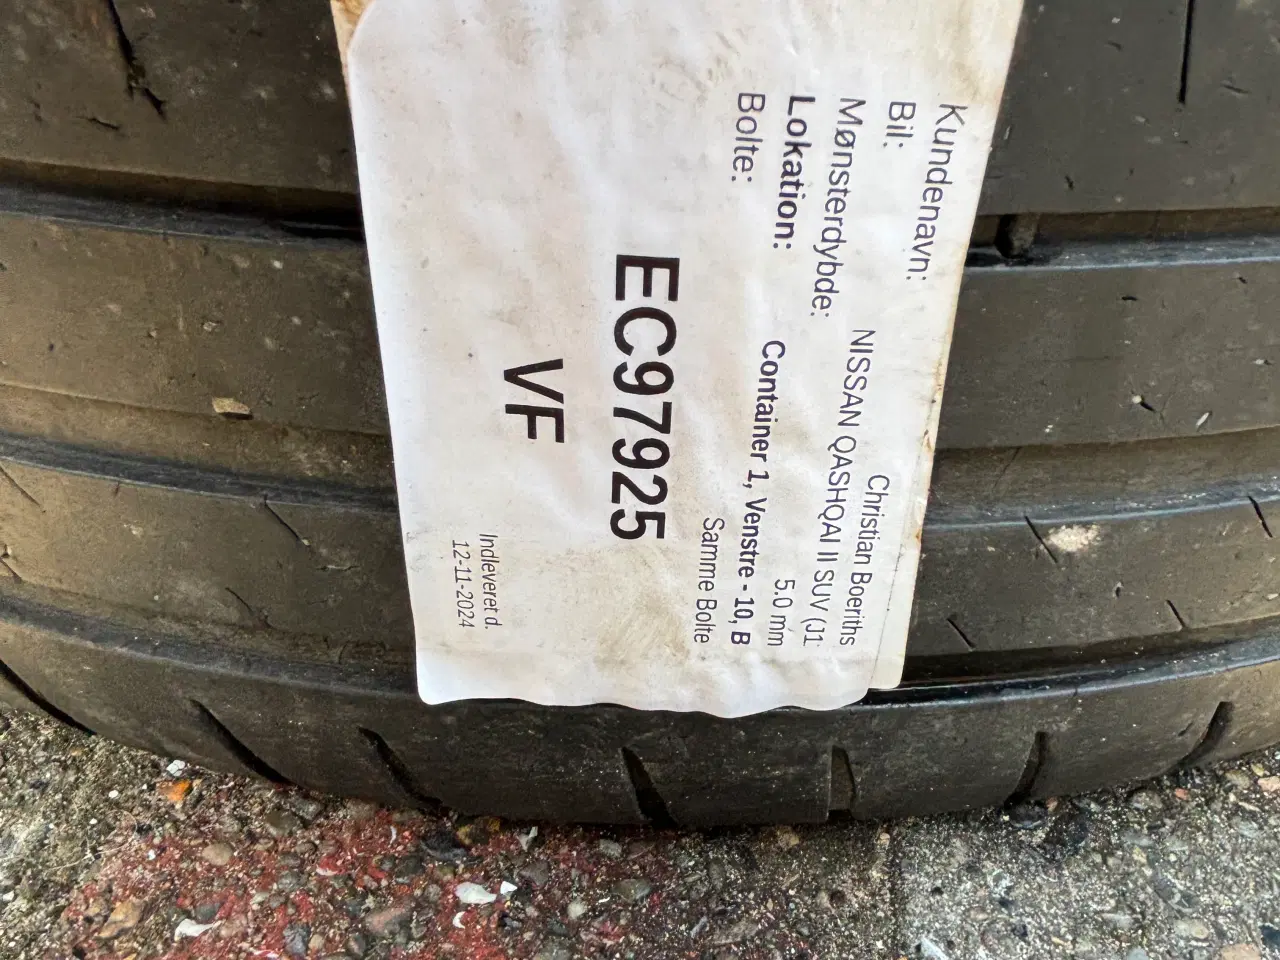 Kundenavn: Christian Boeriths
Bil: NISSAN QASHQAI II SUV (J1
Mønsterdybde: 5.0 mm
Lokation: Container 1, Venstre - 10, B
Bolte: Samme Bolte
EC97925
VF
Indleveret d.
12-11-2024